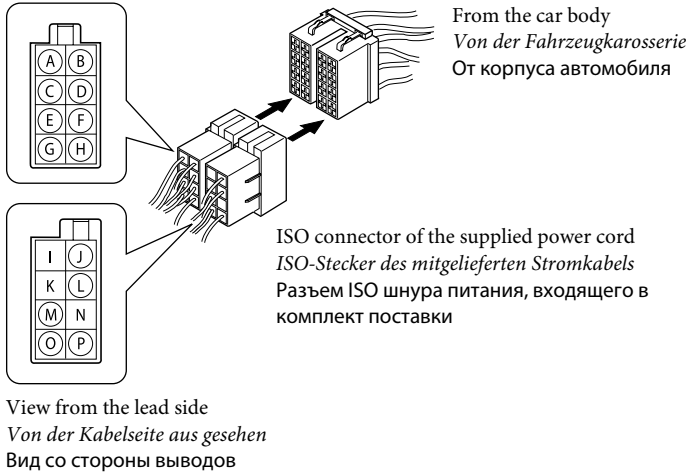 A B
C D
E F
G H
I J
K L
M N
O P
From the car body
Von der Fahrzeugkarosserie
От корпуса автомобиля
ISO connector of the supplied power cord
ISO-Stecker des mitgelieferten Stromkabels
Разъем ISO шнура питания, входящего в
комплект поставки
View from the lead side
Von der Kabelseite aus gesehen
Вид со стороны выводов